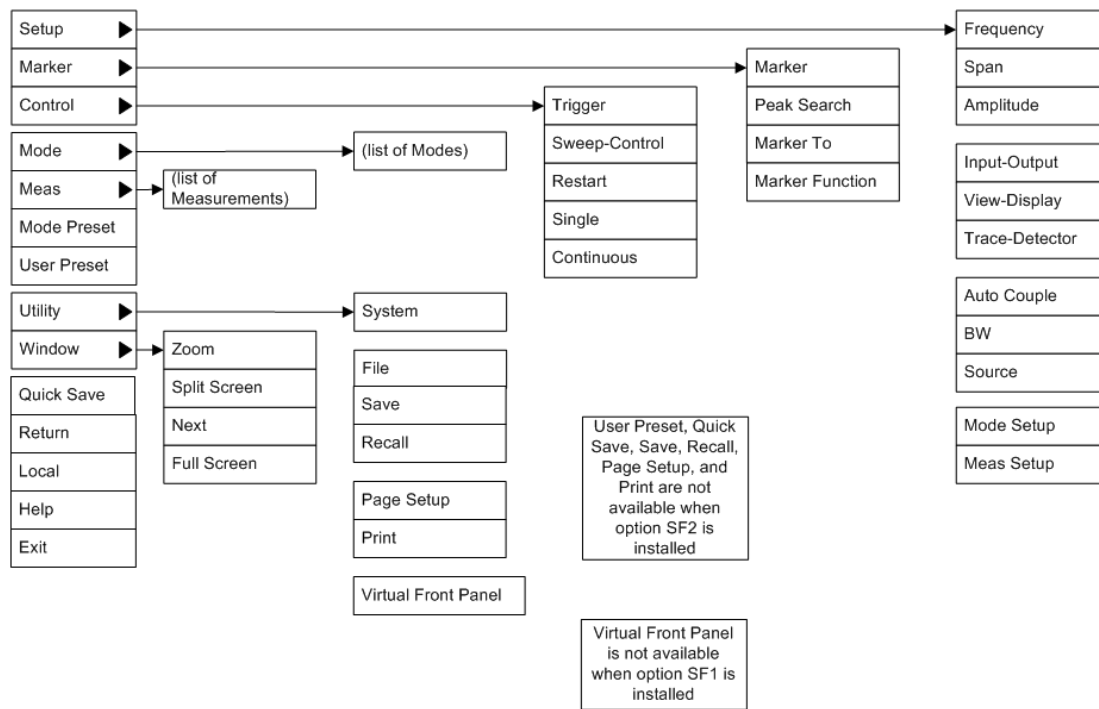 Setup
Marker
Control
Mode
Meas
Mode Preset
User Preset
Utility
Window
Quick Save
Return
Local
Help
Exit
(list of
Measurements)
Zoom
Split Screen
Next
Full Screen
(list of Modes)
System
File
Save
Recall
Page Setup
Print
Virtual Front Panel
Trigger
Sweep-Control
Restart
Single
Continuous
User Preset, Quick
Save, Save, Recall,
Page Setup, and
Print are not
available when
option SF2 is
installed
Virtual Front Panel
is not available
when option SF1 is
installed
Marker
Peak Search
Marker To
Marker Function
Frequency
Span
Amplitude
Input-Output
View-Display
Trace-Detector
Auto Couple
BW
Source
Mode Setup
Meas Setup